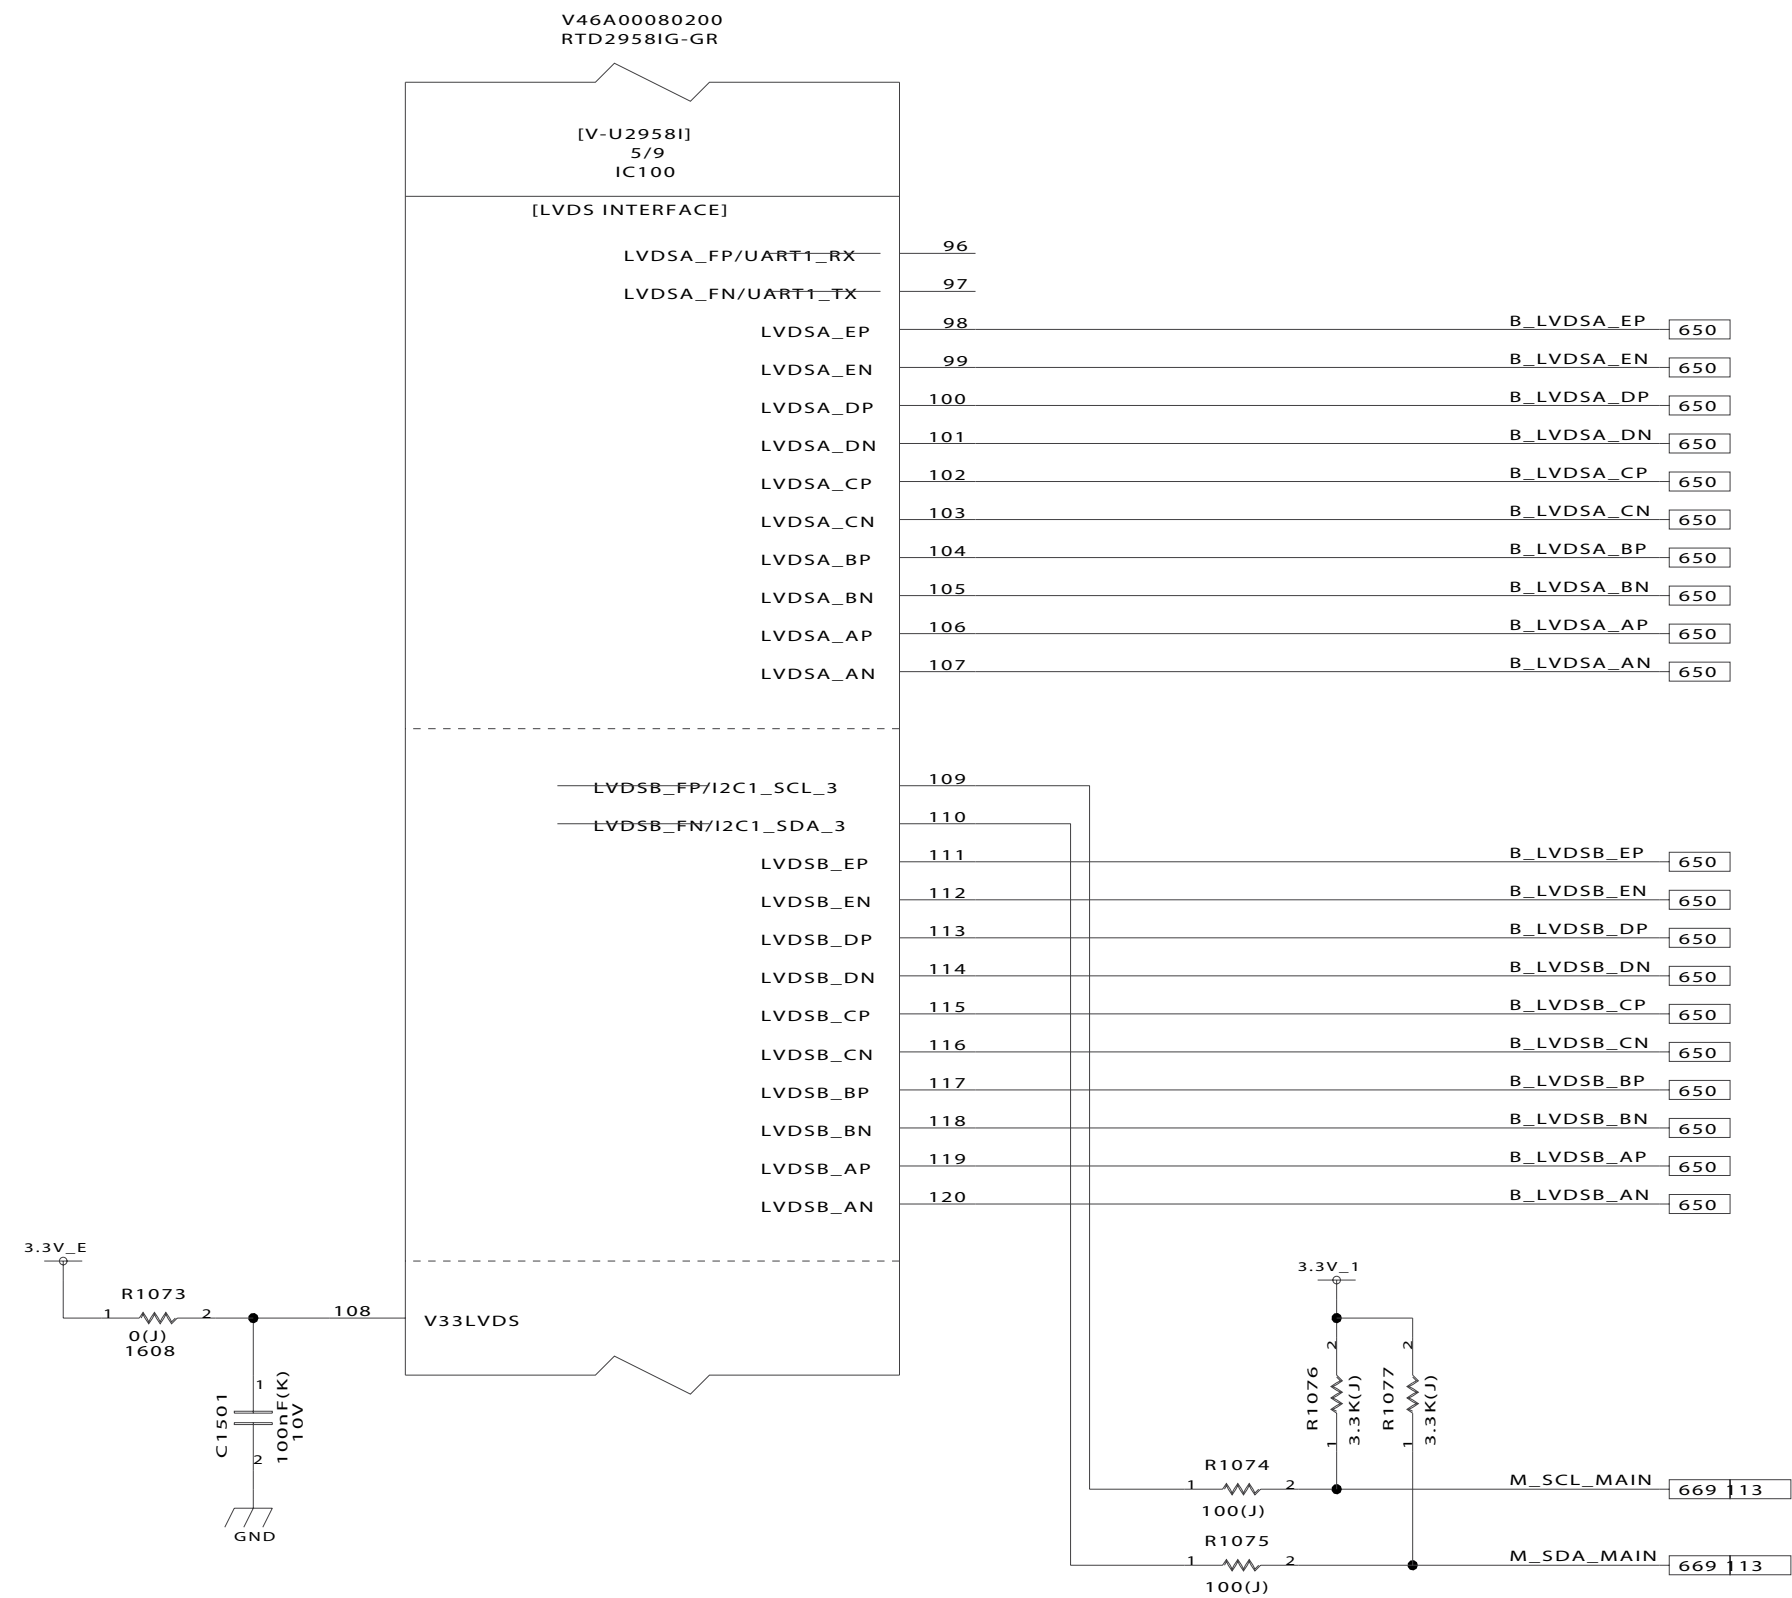 V46A00080200
RTD2958IG-GR
[V-U2958I]
5/9
IC100
[LVDS INTERFACE]
LVDSA_FP/UART1_RX 96
LVDSA_FN/UART1_TX 97
LVDSA_EP 98 B_LVDSA_EP 650
LVDSA_EN 99 B_LVDSA_EN 650
LVDSA_DP 100 B_LVDSA_DP 650
LVDSA_DN 101 B_LVDSA_DN 650
LVDSA_CP 102 B_LVDSA_CP 650
LVDSA_CN 103 B_LVDSA_CN 650
LVDSA_BP 104 B_LVDSA_BP 650
LVDSA_BN 105 B_LVDSA_BN 650
LVDSA_AP 106 B_LVDSA_AP 650
LVDSA_AN 107 B_LVDSA_AN 650
LVDSB_FP/I2C1_SCL_3 109
LVDSB_FN/I2C1_SDA_3 110
LVDSB_EP 111 B_LVDSB_EP 650
LVDSB_EN 112 B_LVDSB_EN 650
LVDSB_DP 113 B_LVDSB_DP 650
LVDSB_DN 114 B_LVDSB_DN 650
LVDSB_CP 115 B_LVDSB_CP 650
LVDSB_CN 116 B_LVDSB_CN 650
LVDSB_BP 117 B_LVDSB_BP 650
LVDSB_BN 118 B_LVDSB_BN 650
LVDSB_AP 119 B_LVDSB_AP 650
LVDSB_AN 120 B_LVDSB_AN 650
3.3V_E
R1073
1 2 108 V33LVDS
0(J)
1608
C1501
1
2
100nF(K)
10V
GND
3.3V_1
2 2
R1076
3.3K(J)
R1077
3.3K(J)
1 1
R1074
1 2 M_SCL_MAIN 669 113
100(J)
R1075
1 2 M_SDA_MAIN 669 113
100(J)